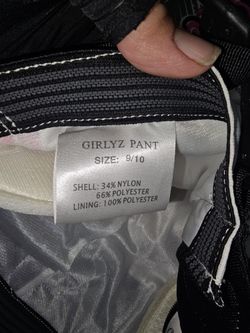 GIRLYZ PANT
SIZE: 9/10
SHELL: 34% NYLON
66% POLYESTER
LINING: 100% POLYESTER